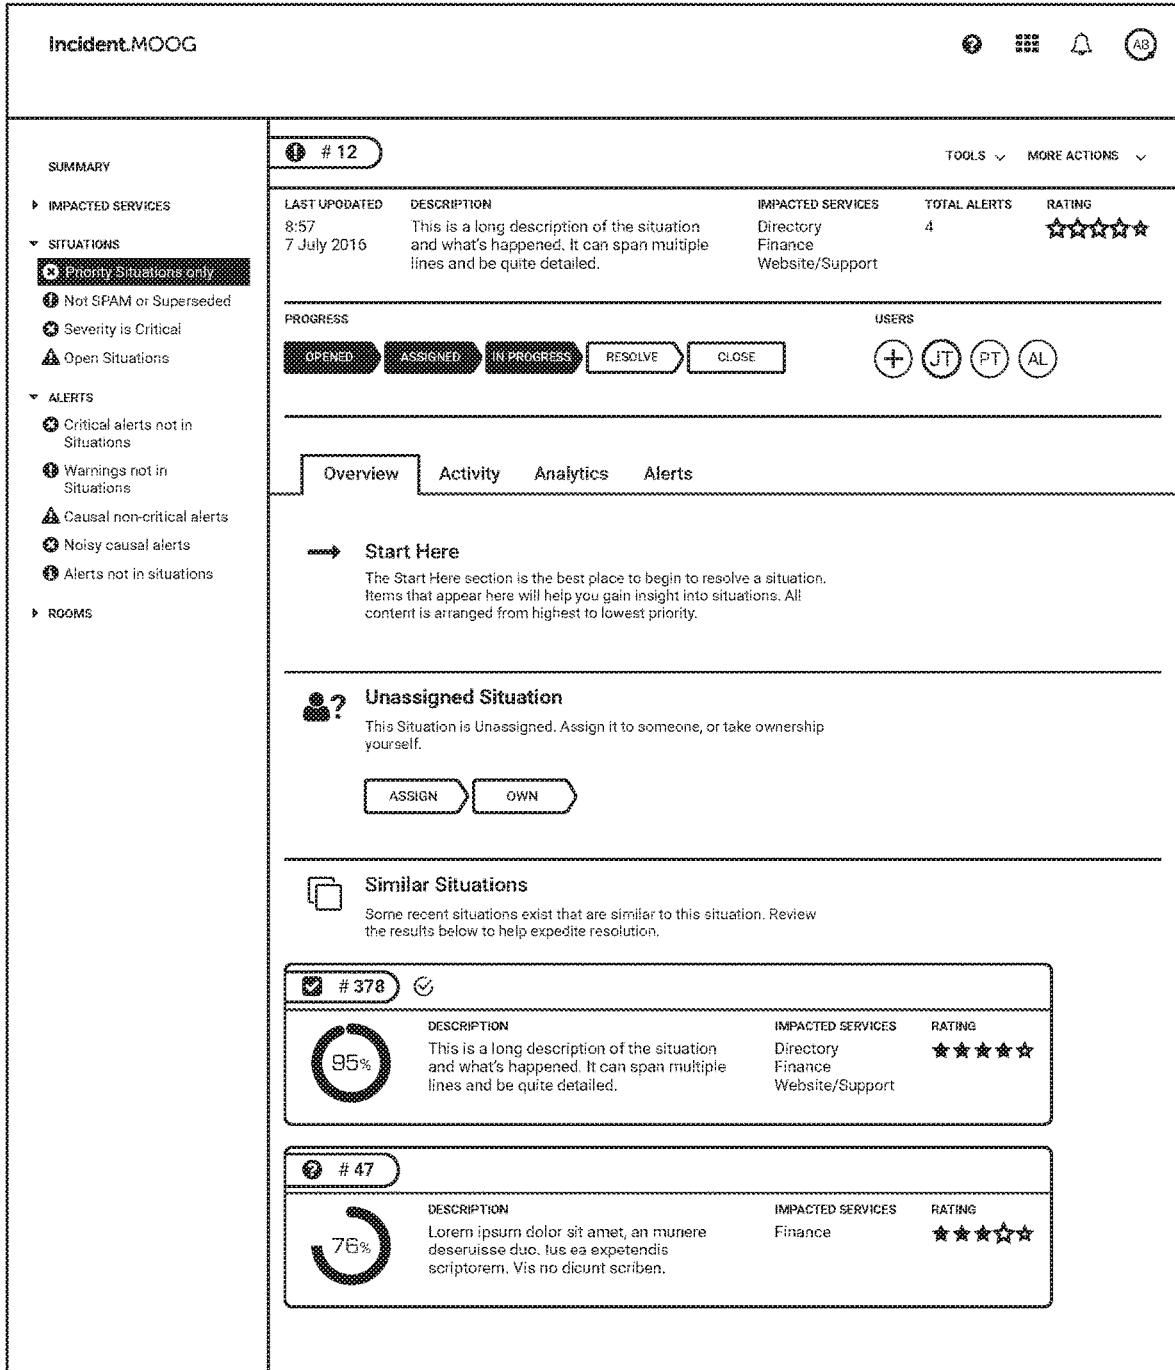 Incident.MOOG
AB
SUMMARY
IMPACTED SERVICES
SITUATIONS
Priority Situations only
Not SPAM or Superseded
Severity is Critical
Open Situations
ALERTS
Critical alerts not in
Situations
Warnings not in
Situations
Causal non-critical alerts
Noisy causal alerts
Alerts not in situations
ROOMS
# 12
TOOLS MORE ACTIONS
LAST UPODATED DESCRIPTION IMPACTED SERVICES TOTAL ALERTS RATING
8:57 This is a long description of the situation Directory 4
7 July 2016 and what's happened. It can span multiple Finance
lines and be quite detailed. Website/Support
PROGRESS USERS
OPENED ASSIGNED IN PROGRESS RESOLVE CLOSE + JT PT AL
Overview Activity Analytics Alerts
Start Here
The Start Here section is the best place to begin to resolve a situation.
Items that appear here will help you gain insight into situations. All
content is arranged from highest to lowest priority.
Unassigned Situation
This Situation is Unassigned. Assign it to someone, or take ownership
yourself.
ASSIGN OWN
Similar Situations
Some recent situations exist that are similar to this situation. Review
the results below to help expedite resolution.
# 378
DESCRIPTION IMPACTED SERVICES RATING
95% This is a long description of the situation Directory
and what's happened. It can span multiple Finance
lines and be quite detailed. Website/Support
# 47
DESCRIPTION IMPACTED SERVICES RATING
76% Lorem ipsum dolor sit amet, an munere Finance
deseruisse duo. Ius ea expetendis
scriptorem. Vis no dicunt scriben.